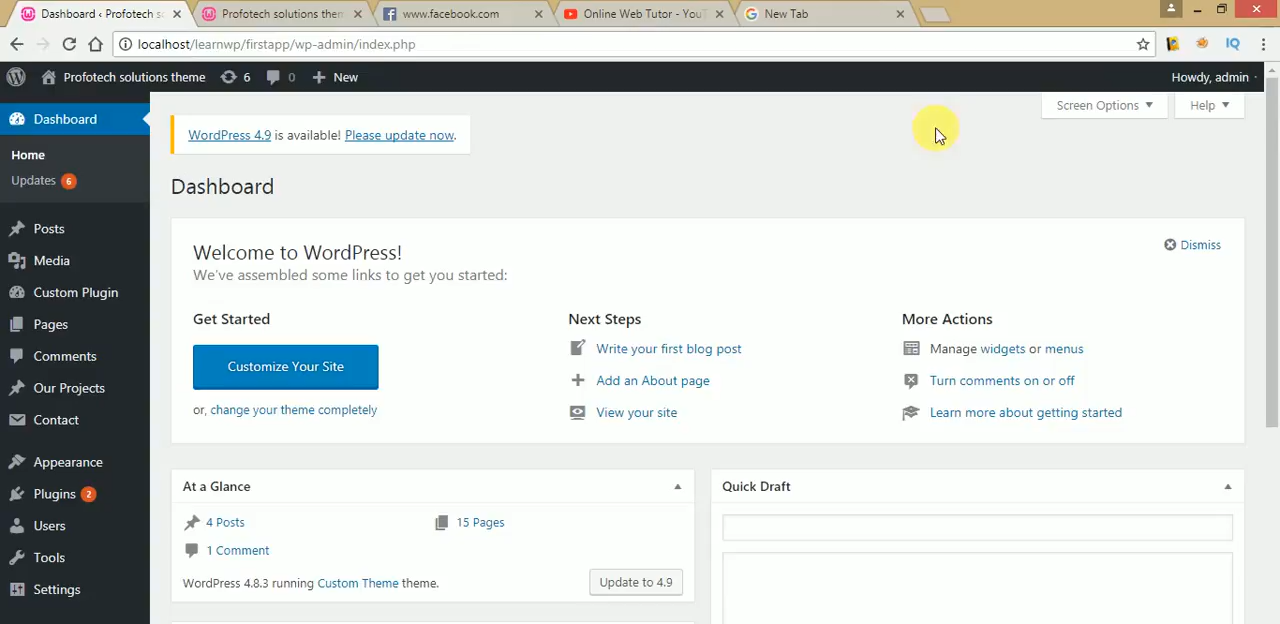 Dashboard ‹ Profotech s
Profotech solutions them
www.facebook.com
Online Web Tutor - You
New Tab
localhost/learnwp/firstapp/wp-admin/index.php
IQ
Profotech solutions theme
6
0
New
Howdy, admin
Dashboard
Home
Updates 6
Posts
Media
Custom Plugin
Pages
Comments
Our Projects
Contact
Appearance
Plugins 2
Users
Tools
Settings
Screen Options
Help
WordPress 4.9 is available! Please update now.
Dashboard
Welcome to WordPress!
We've assembled some links to get you started:
Dismiss
Get Started
Customize Your Site
or, change your theme completely
Next Steps
Write your first blog post
Add an About page
View your site
More Actions
Manage widgets or menus
Turn comments on or off
Learn more about getting started
At a Glance
4 Posts
15 Pages
1 Comment
WordPress 4.8.3 running Custom Theme theme.
Update to 4.9
Quick Draft